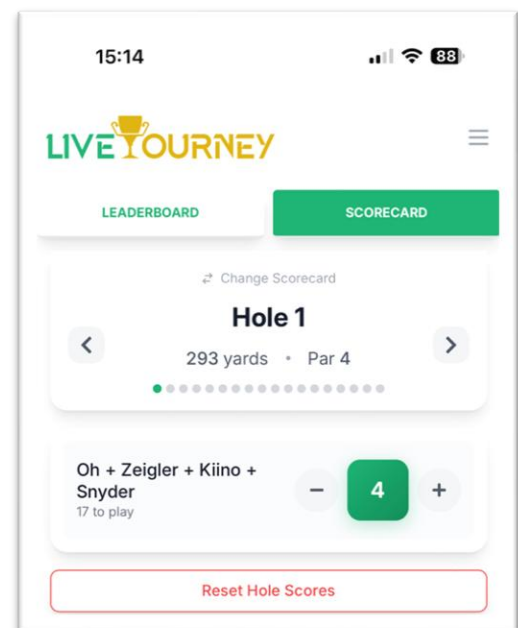 15:14
88
LIVETOURNEY
LEADERBOARD
SCORECARD
Change Scorecard
Hole 1
293 yards • Par 4
Oh + Zeigler + Kiino +
Snyder
17 to play
− 4 +
Reset Hole Scores